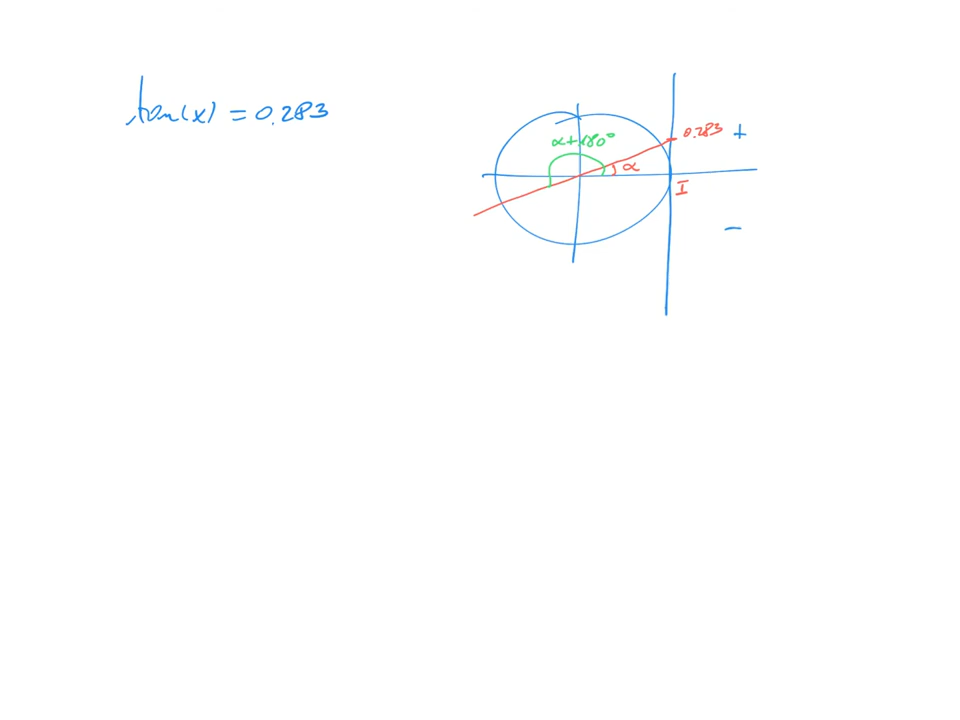 tan(x) = 0.283
α+180°
0.283 +
α
I
−